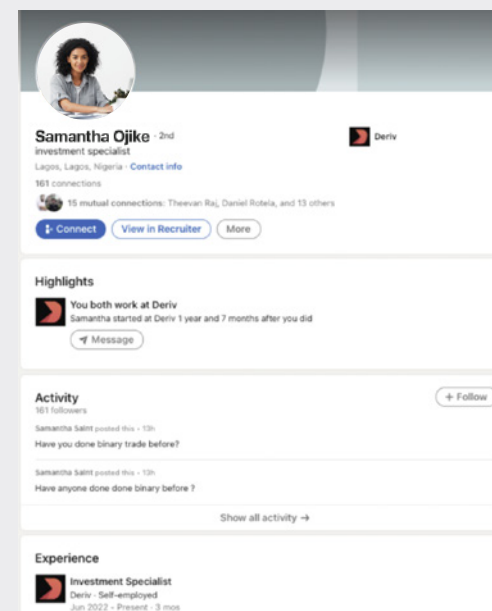 Samantha Ojike · 2nd
Deriv
investment specialist
Lagos, Lagos, Nigeria · Contact info
161 connections
15 mutual connections: Theevan Raj, Daniel Rotela, and 13 others
Connect
View in Recruiter
More
Highlights
You both work at Deriv
Samantha started at Deriv 1 year and 7 months after you did
Message
Activity
+ Follow
161 followers
Samantha Saint posted this • 13h
Have you done binary trade before?
Samantha Saint posted this • 13h
Have anyone done done binary before ?
Show all activity →
Experience
Investment Specialist
Deriv · Self-employed
Jun 2022 - Present · 3 mos